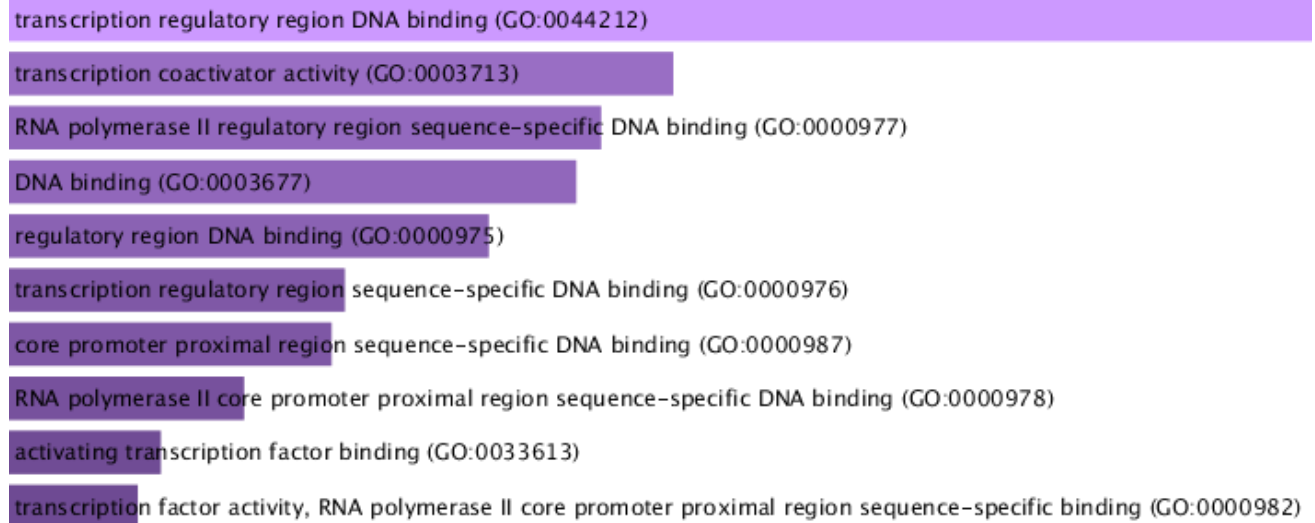 transcription regulatory region DNA binding (GO:0044212)
transcription coactivator activity (GO:0003713)
RNA polymerase II regulatory region sequence-specific DNA binding (GO:0000977)
DNA binding (GO:0003677)
regulatory region DNA binding (GO:0000975)
transcription regulatory region sequence-specific DNA binding (GO:0000976)
core promoter proximal region sequence-specific DNA binding (GO:0000987)
RNA polymerase II core promoter proximal region sequence-specific DNA binding (GO:0000978)
activating transcription factor binding (GO:0033613)
transcription factor activity, RNA polymerase II core promoter proximal region sequence-specific binding (GO:0000982)